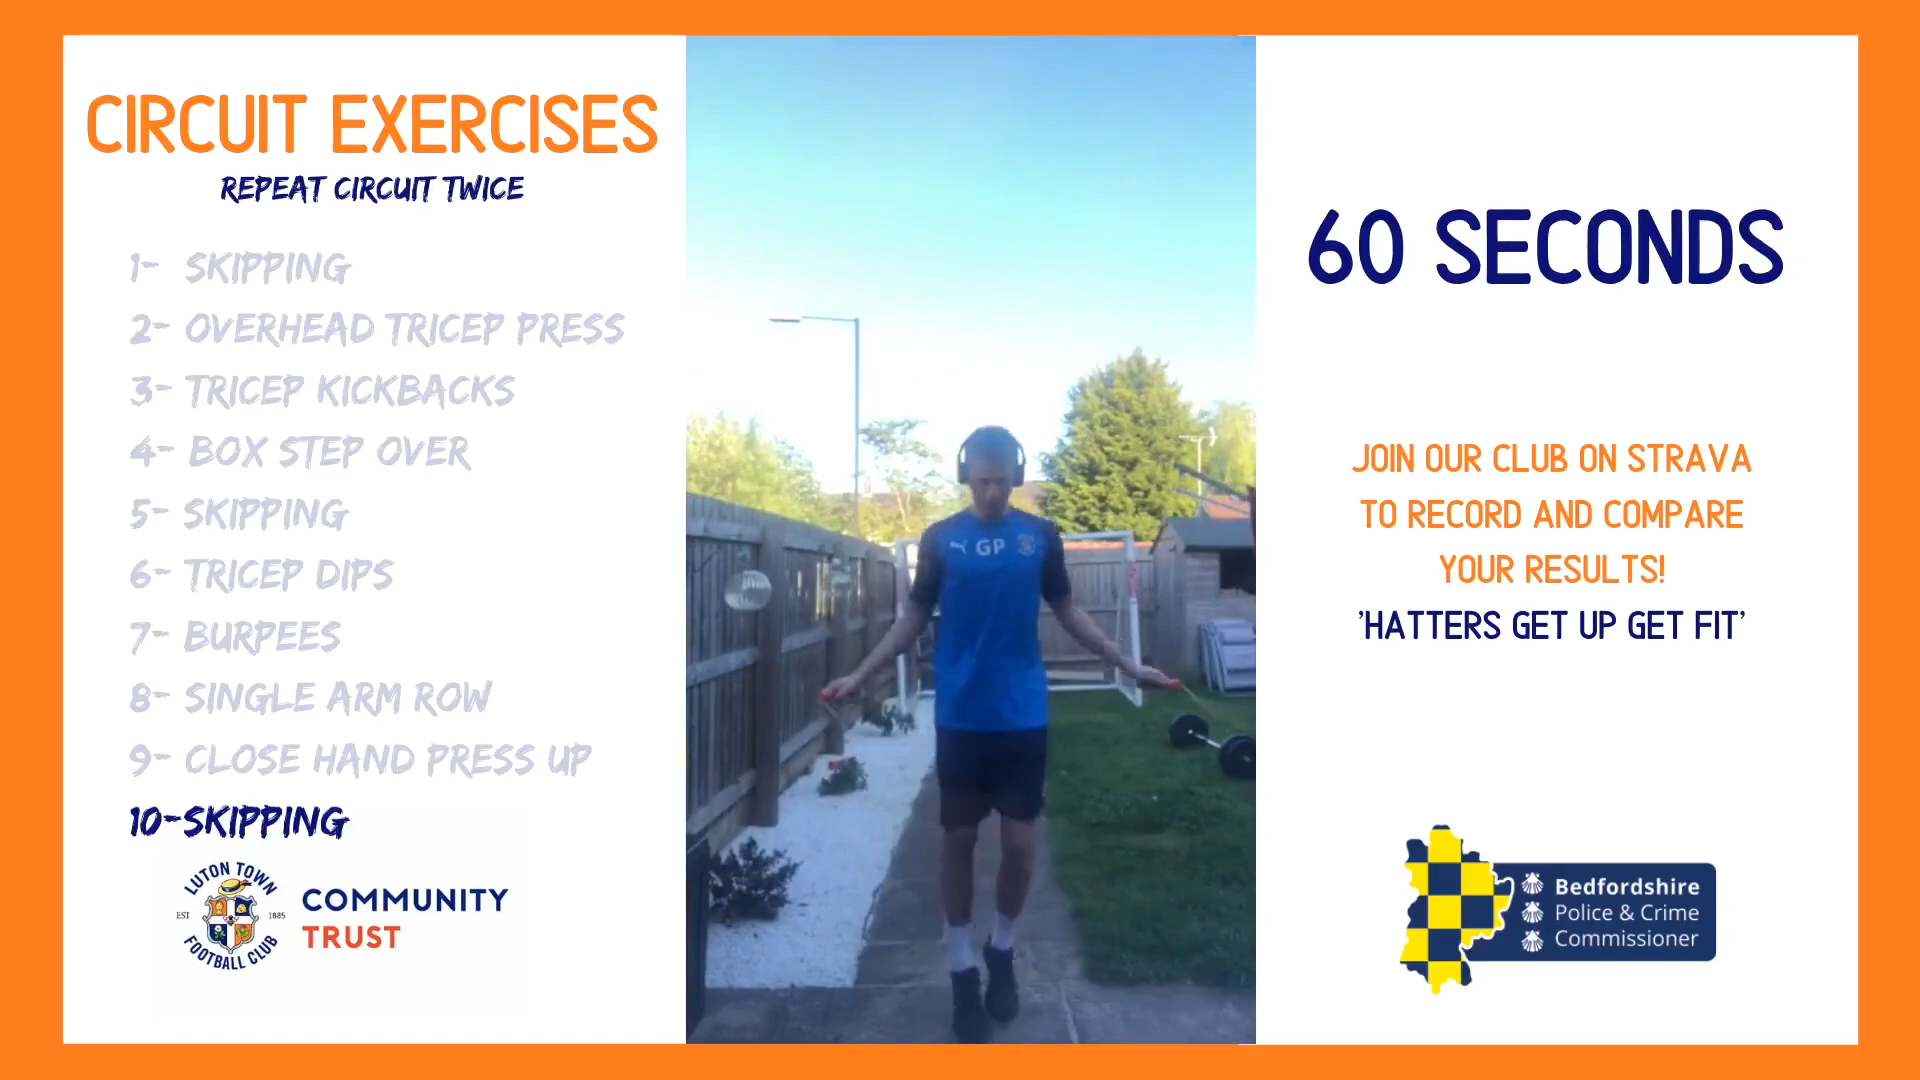 CIRCUIT EXERCISES
REPEAT CIRCUIT TWICE
1- SKIPPING
2- OVERHEAD TRICEP PRESS
3- TRICEP KICKBACKS
4- BOX STEP OVER
5- SKIPPING
6- TRICEP DIPS
7- BURPEES
8- SINGLE ARM ROW
9- CLOSE HAND PRESS UP
10-SKIPPING
LUTON TOWN
EST 1885
FOOTBALL CLUB
COMMUNITY
TRUST
GP
60 SECONDS
JOIN OUR CLUB ON STRAVA
TO RECORD AND COMPARE
YOUR RESULTS!
'HATTERS GET UP GET FIT'
Bedfordshire
Police & Crime
Commissioner